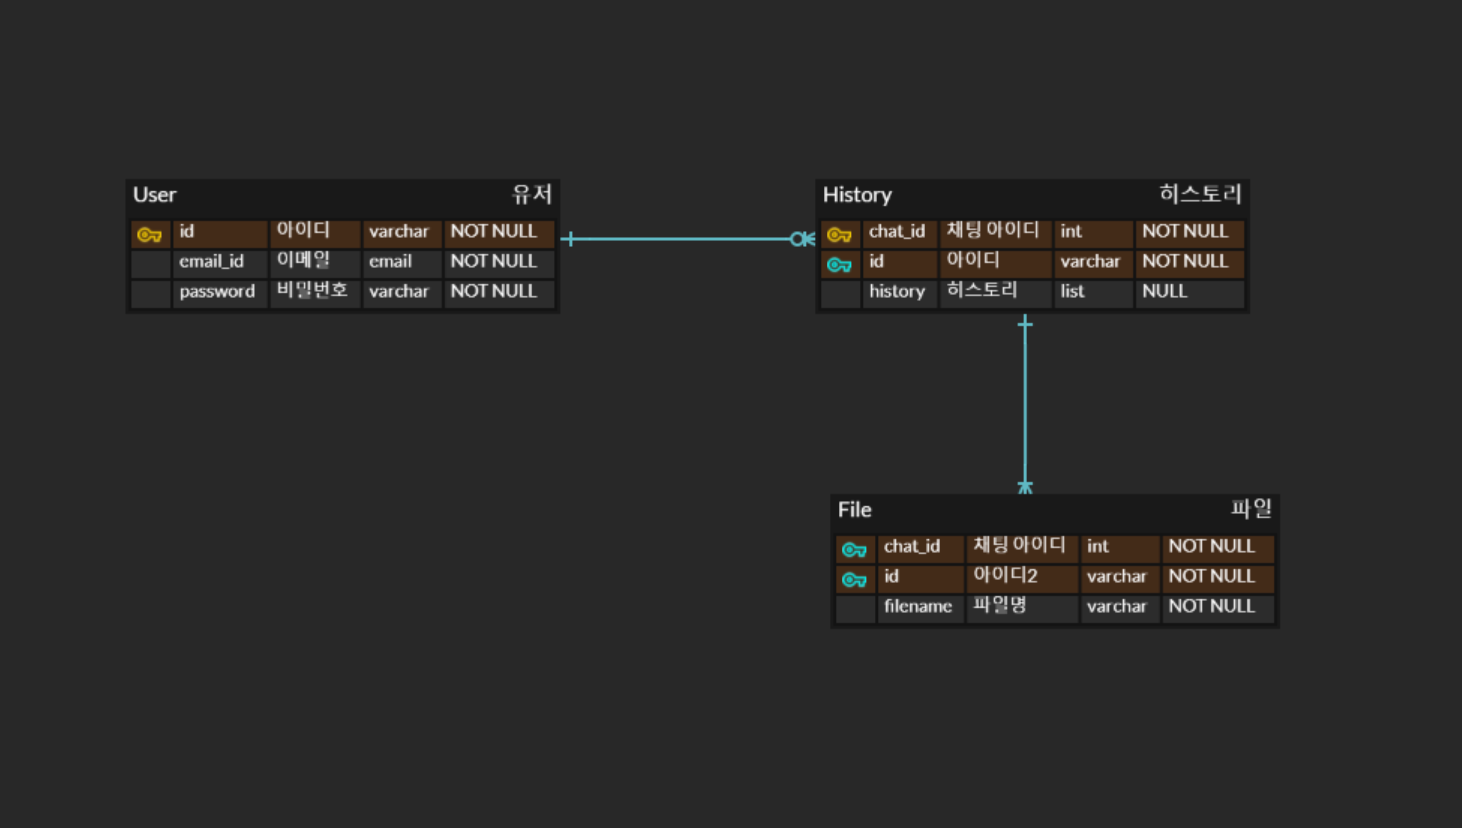 User 유저
id 아이디 varchar NOT NULL
email_id 이메일 email NOT NULL
password 비밀번호 varchar NOT NULL
History 히스토리
chat_id 채팅 아이디 int NOT NULL
id 아이디 varchar NOT NULL
history 히스토리 list NULL
File 파일
chat_id 채팅 아이디 int NOT NULL
id 아이디2 varchar NOT NULL
filename 파일명 varchar NOT NULL